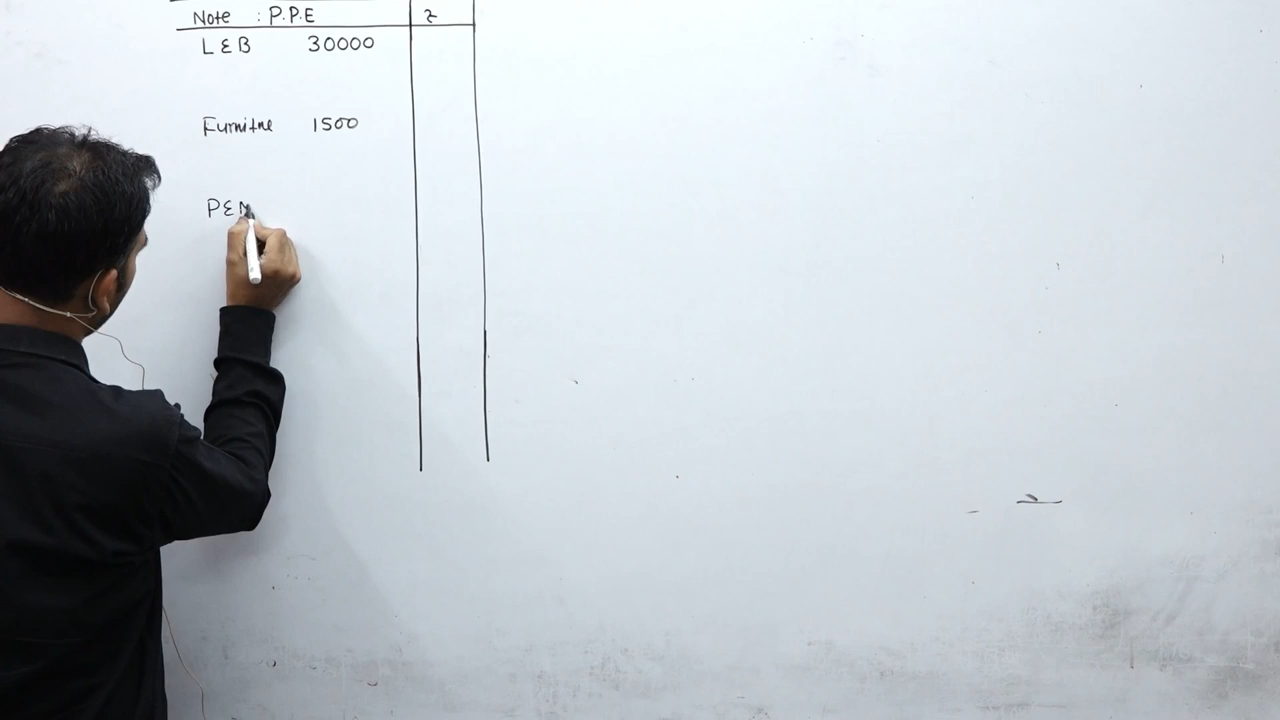 Note : P.P.E ₹
L & B 30000
Furniture 1500
P & M